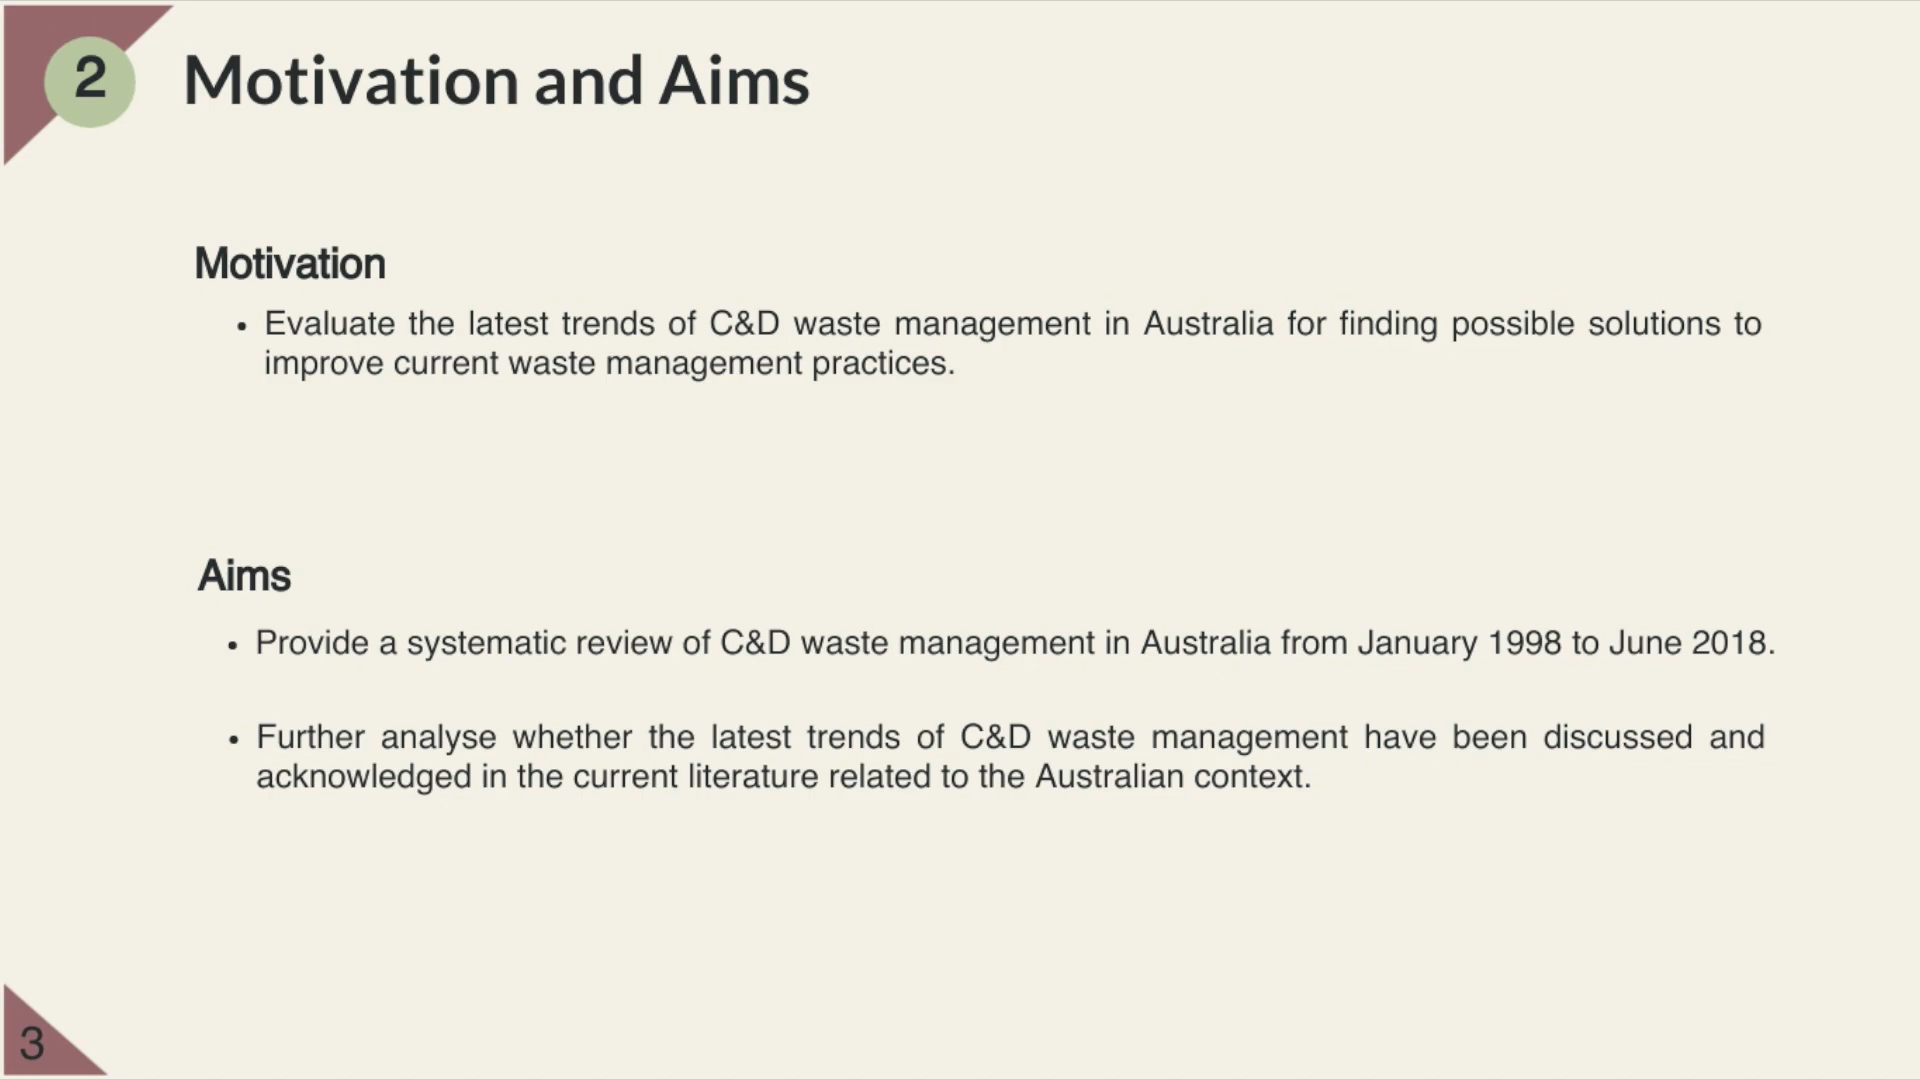 2
Motivation and Aims
Motivation
• Evaluate the latest trends of C&D waste management in Australia for finding possible solutions to
improve current waste management practices.
Aims
• Provide a systematic review of C&D waste management in Australia from January 1998 to June 2018.
• Further analyse whether the latest trends of C&D waste management have been discussed and
acknowledged in the current literature related to the Australian context.
3